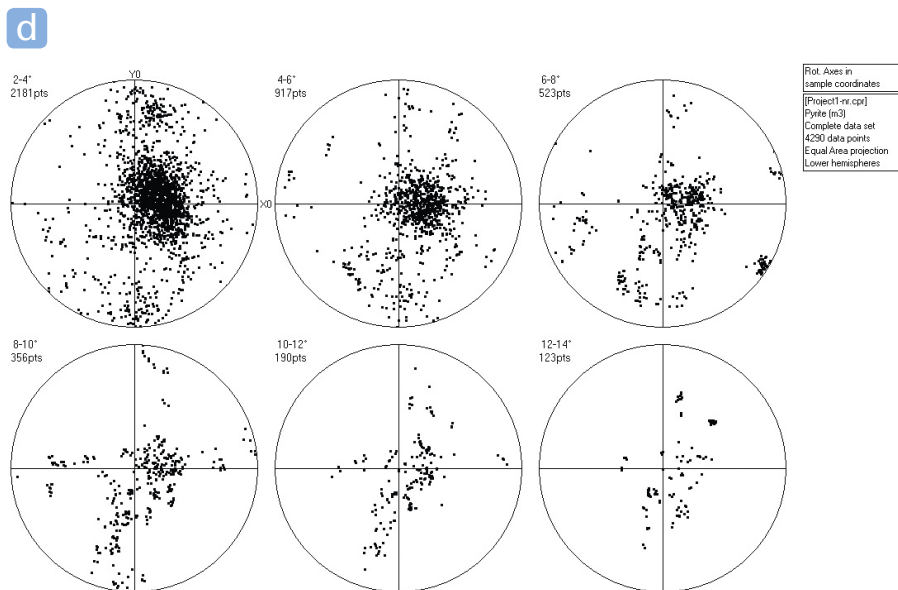 d
2-4°
2181pts
Y0
X0
4-6°
917pts
6-8°
523pts
Rot. Axes in
sample coordinates
[Project1-nr.cpr]
Pyrite (m3)
Complete data set
4290 data points
Equal Area projection
Lower hemispheres
8-10°
356pts
10-12°
190pts
12-14°
123pts